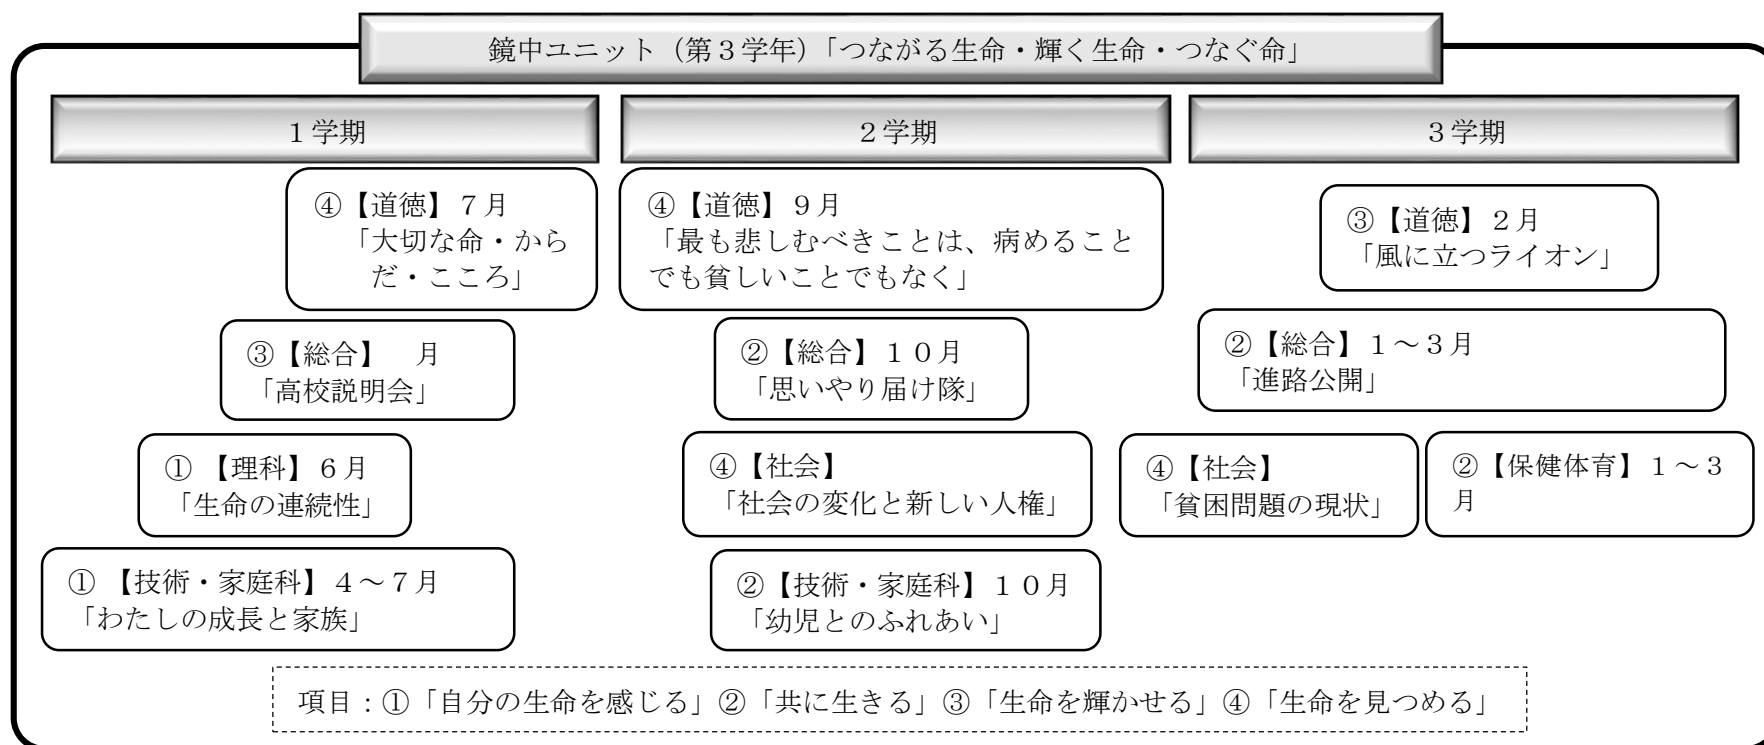 鏡中ユニット（第３学年）「つながる生命・輝く生命・つなぐ命」
１学期
④【道徳】７月
「大切な命・から
だ・こころ」
③【総合】　月
「高校説明会」
① 【理科】６月
「生命の連続性」
① 【技術・家庭科】４～７月
「わたしの成長と家族」
２学期
④【道徳】９月
「最も悲しむべきことは、病めること
でも貧しいことでもなく」
②【総合】１０月
「思いやり届け隊」
④【社会】
「社会の変化と新しい人権」
②【技術・家庭科】１０月
「幼児とのふれあい」
３学期
③【道徳】２月
「風に立つライオン」
②【総合】１～３月
「進路公開」
④【社会】
「貧困問題の現状」
②【保健体育】１～３
月
項目：①「自分の生命を感じる」②「共に生きる」③「生命を輝かせる」④「生命を見つめる」